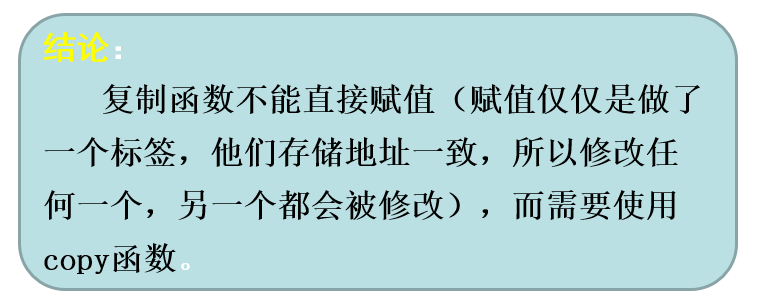 结论：
复制函数不能直接赋值（赋值仅仅是做了
一个标签，他们存储地址一致，所以修改任
何一个，另一个都会被修改），而需要使用
copy函数。